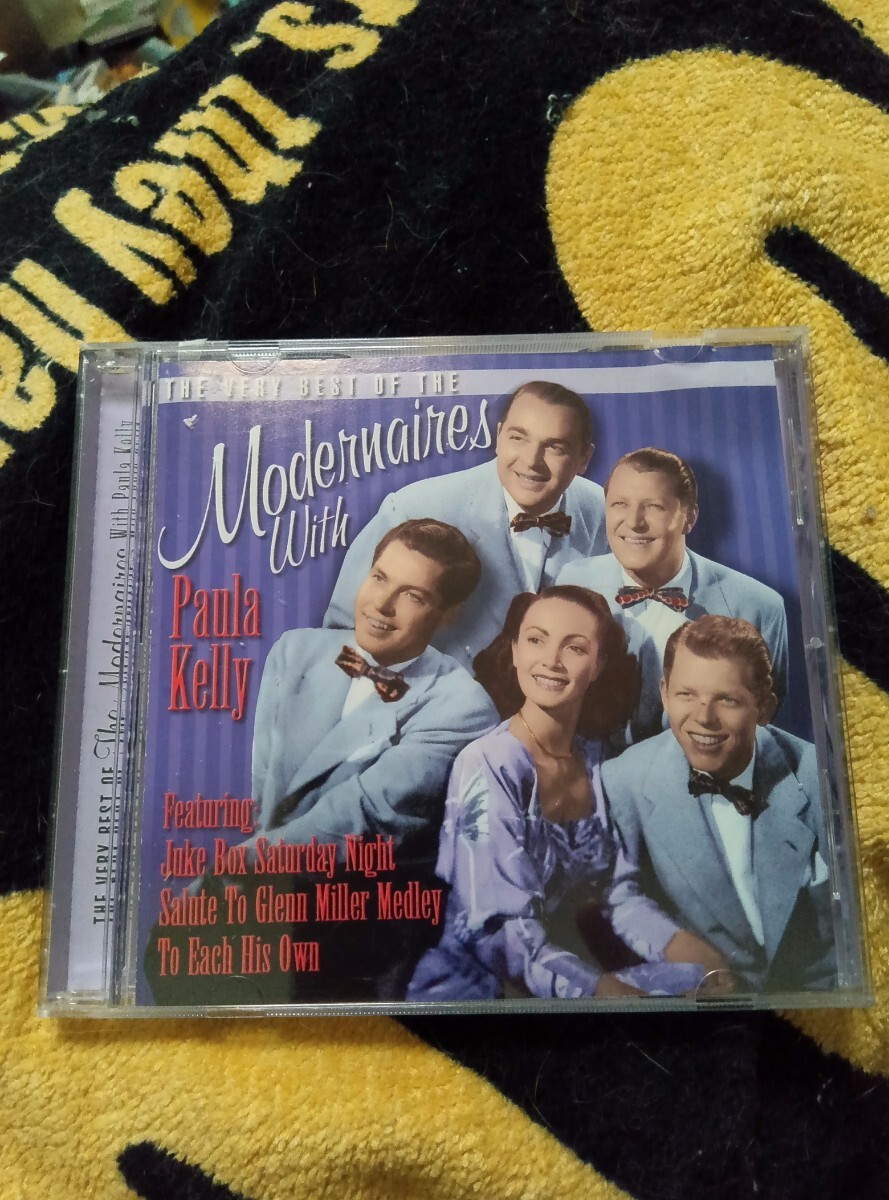 they
THE VERY BEST OF THE
Modernaires
With
Paula
Kelly
Featuring:
Juke Box Saturday Night
Salute To Glenn Miller Medley
To Each His Own
THE VERY BEST OF The Modernaires With Paula Kelly